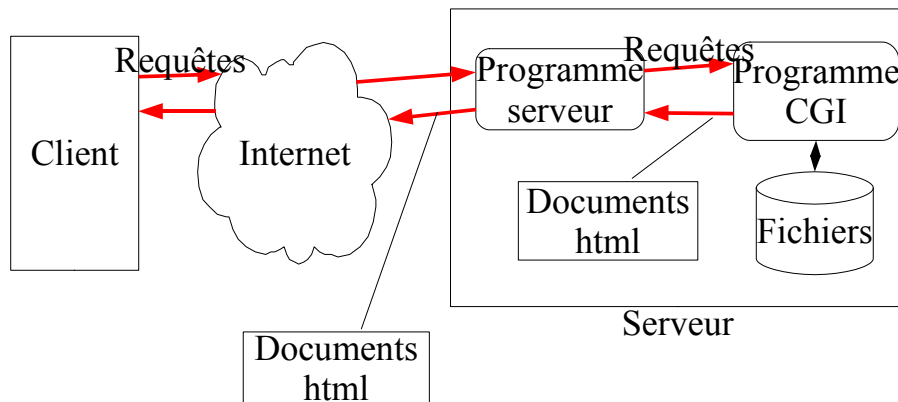 Requêtes
Client
Internet
Programme
serveur
Requêtes
Programme
CGI
Documents
html
Fichiers
Serveur
Documents
html